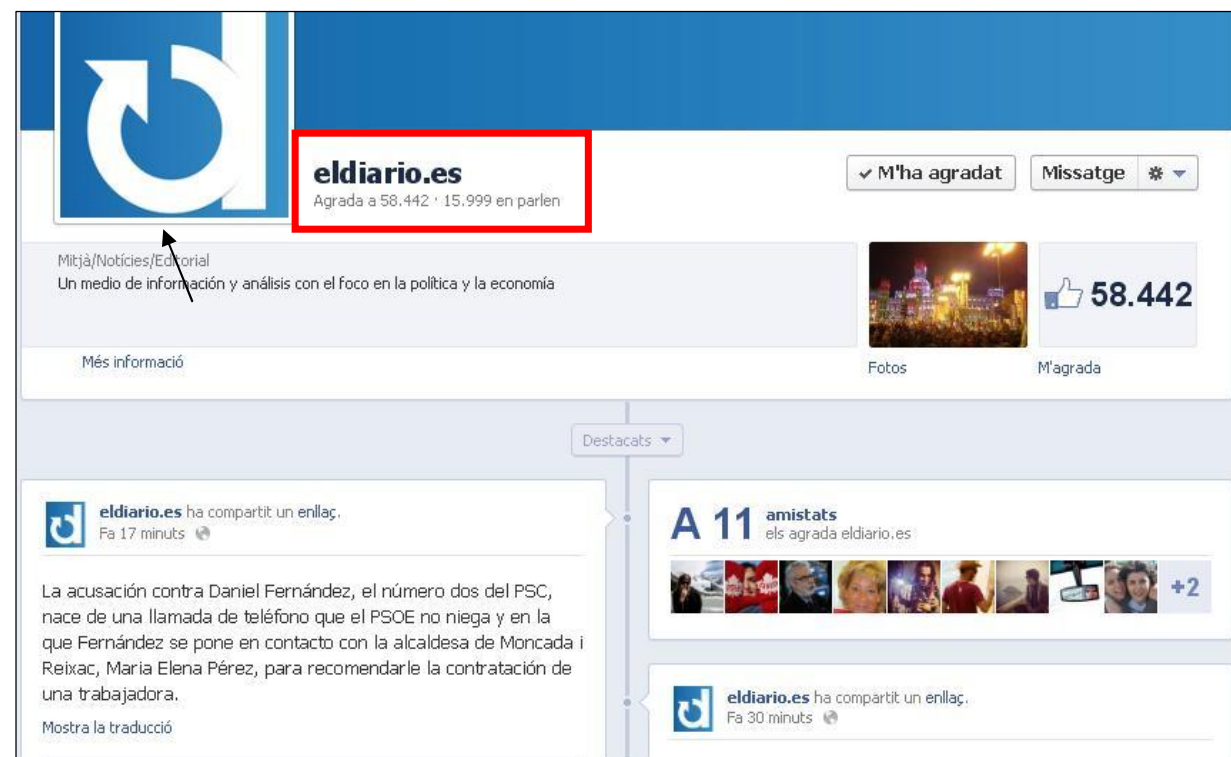 eldiario.es
Agrada a 58.442 · 15.999 en parlen
M'ha agradat
Missatge
Mitjà/Notícies/Editorial
Un medio de información y análisis con el foco en la política y la economía
58.442
Més informació
Fotos
M'agrada
Destacats
eldiario.es ha compartit un enllaç.
Fa 17 minuts
La acusación contra Daniel Fernández, el número dos del PSC,
nace de una llamada de teléfono que el PSOE no niega y en la
que Fernández se pone en contacto con la alcaldesa de Moncada i
Reixac, Maria Elena Pérez, para recomendarle la contratación de
una trabajadora.
Mostra la traducció
A 11 amistats
els agrada eldiario.es
+2
eldiario.es ha compartit un enllaç.
Fa 30 minuts